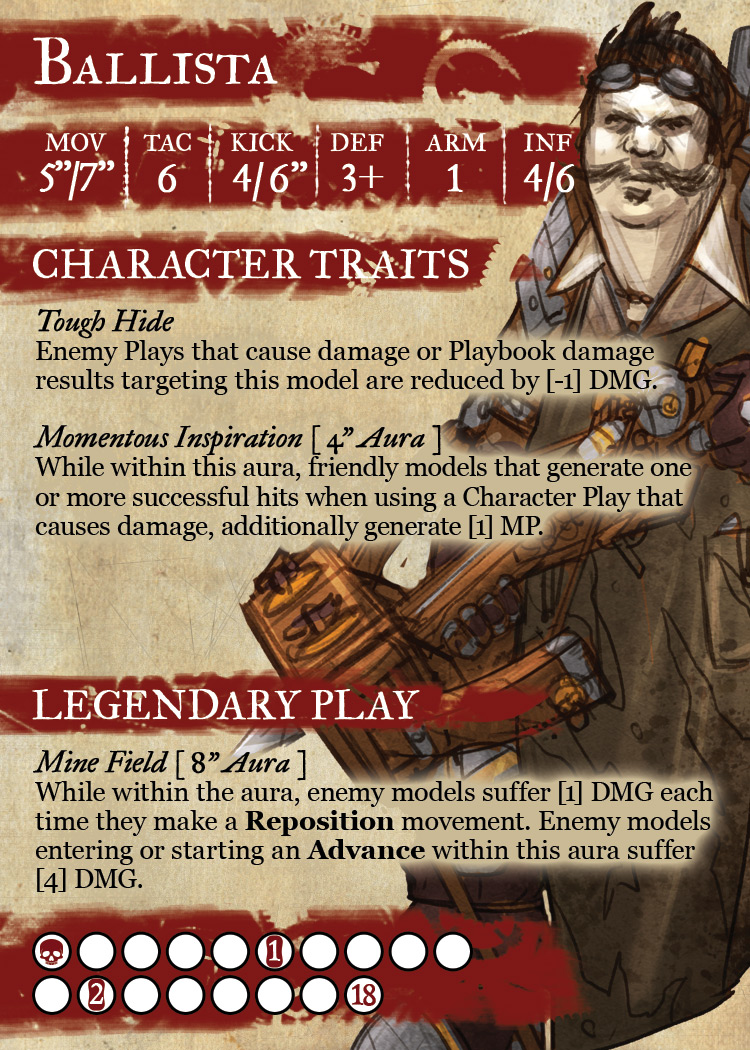 BALLISTA
MOV TAC KICK DEF ARM INF
5”/7” 6 4/6” 3+ 1 4/6
CHARACTER TRAITS
Tough Hide
Enemy Plays that cause damage or Playbook damage
results targeting this model are reduced by [-1] DMG.
Momentous Inspiration [ 4” Aura ]
While within this aura, friendly models that generate one
or more successful hits when using a Character Play that
causes damage, additionally generate [1] MP.
LEGENDARY PLAY
Mine Field [ 8” Aura ]
While within the aura, enemy models suffer [1] DMG each
time they make a Reposition movement. Enemy models
entering or starting an Advance within this aura suffer
[4] DMG.
1
2 18